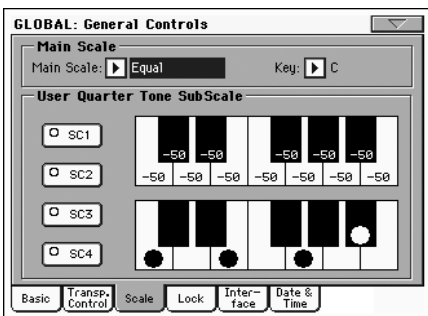 GLOBAL: General Controls
Main Scale
Main Scale: Equal Key: C
User Quarter Tone SubScale
SC1
-50 -50 -50 -50 -50
SC2
-50 -50 -50 -50 -50 -50 -50
SC3
SC4
Basic Transp. Control Scale Lock Inter- face Date & Time